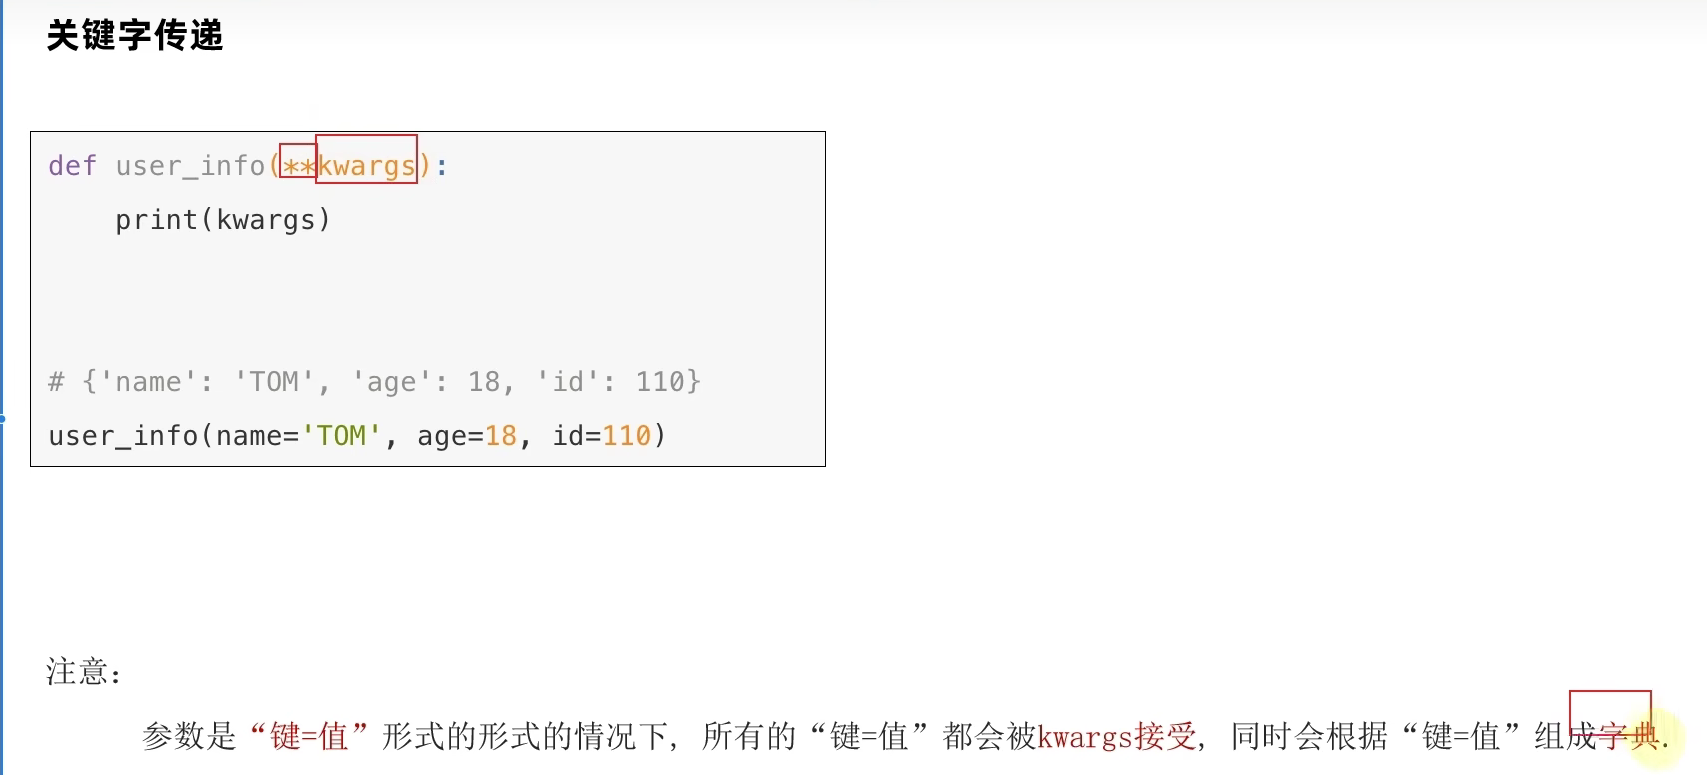 关键字传递
def user_info(**kwargs):
    print(kwargs)
# {'name': 'TOM', 'age': 18, 'id': 110}
user_info(name='TOM', age=18, id=110)
注意：
参数是“键=值”形式的形式的情况下, 所有的“键=值”都会被kwargs接受, 同时会根据“键=值”组成字典.